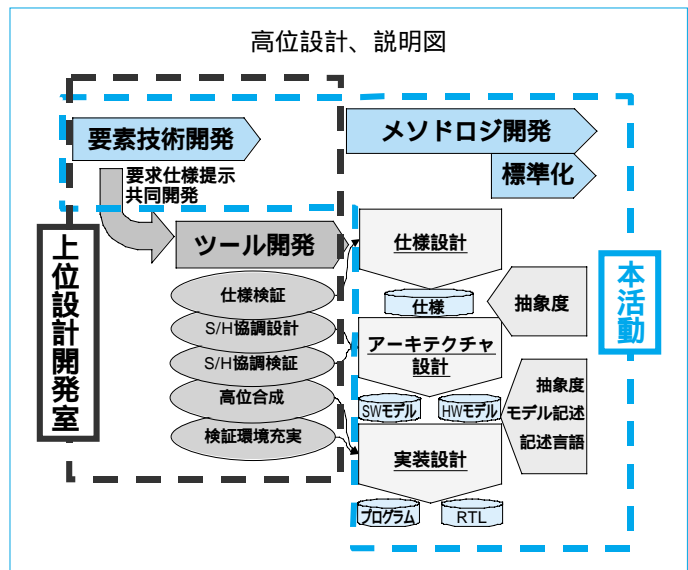 高位設計、説明図
要素技術開発
メソドロジ開発
標準化
要求仕様提示
共同開発
上位設計開発室
ツール開発
仕様設計
仕様検証
仕様
抽象度
本活動
S/H協調設計
アーキテクチャ
設計
S/H協調検証
高位合成
SWモデル
HWモデル
抽象度
モデル記述
記述言語
検証環境充実
実装設計
プログラム
RTL